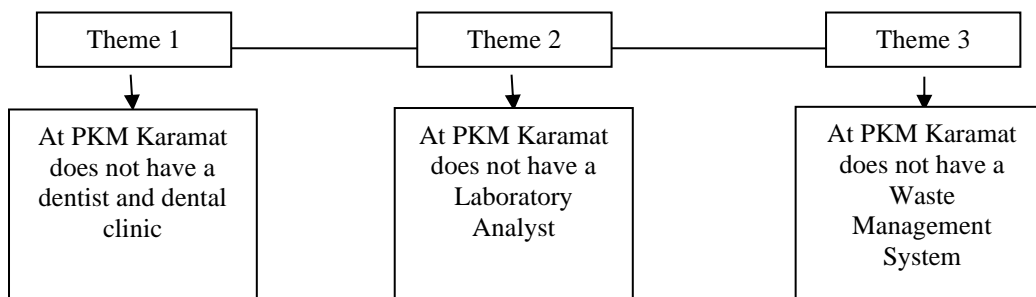 Theme 1
Theme 2
Theme 3
At PKM Karamat
does not have a
dentist and dental
clinic
At PKM Karamat
does not have a
Laboratory
Analyst
At PKM Karamat
does not have a
Waste
Management
System